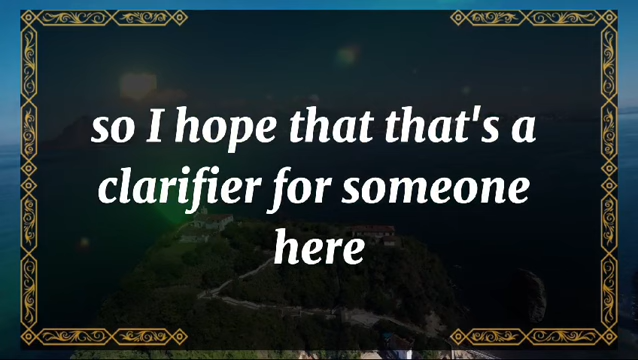 so I hope that that's a
clarifier for someone
here